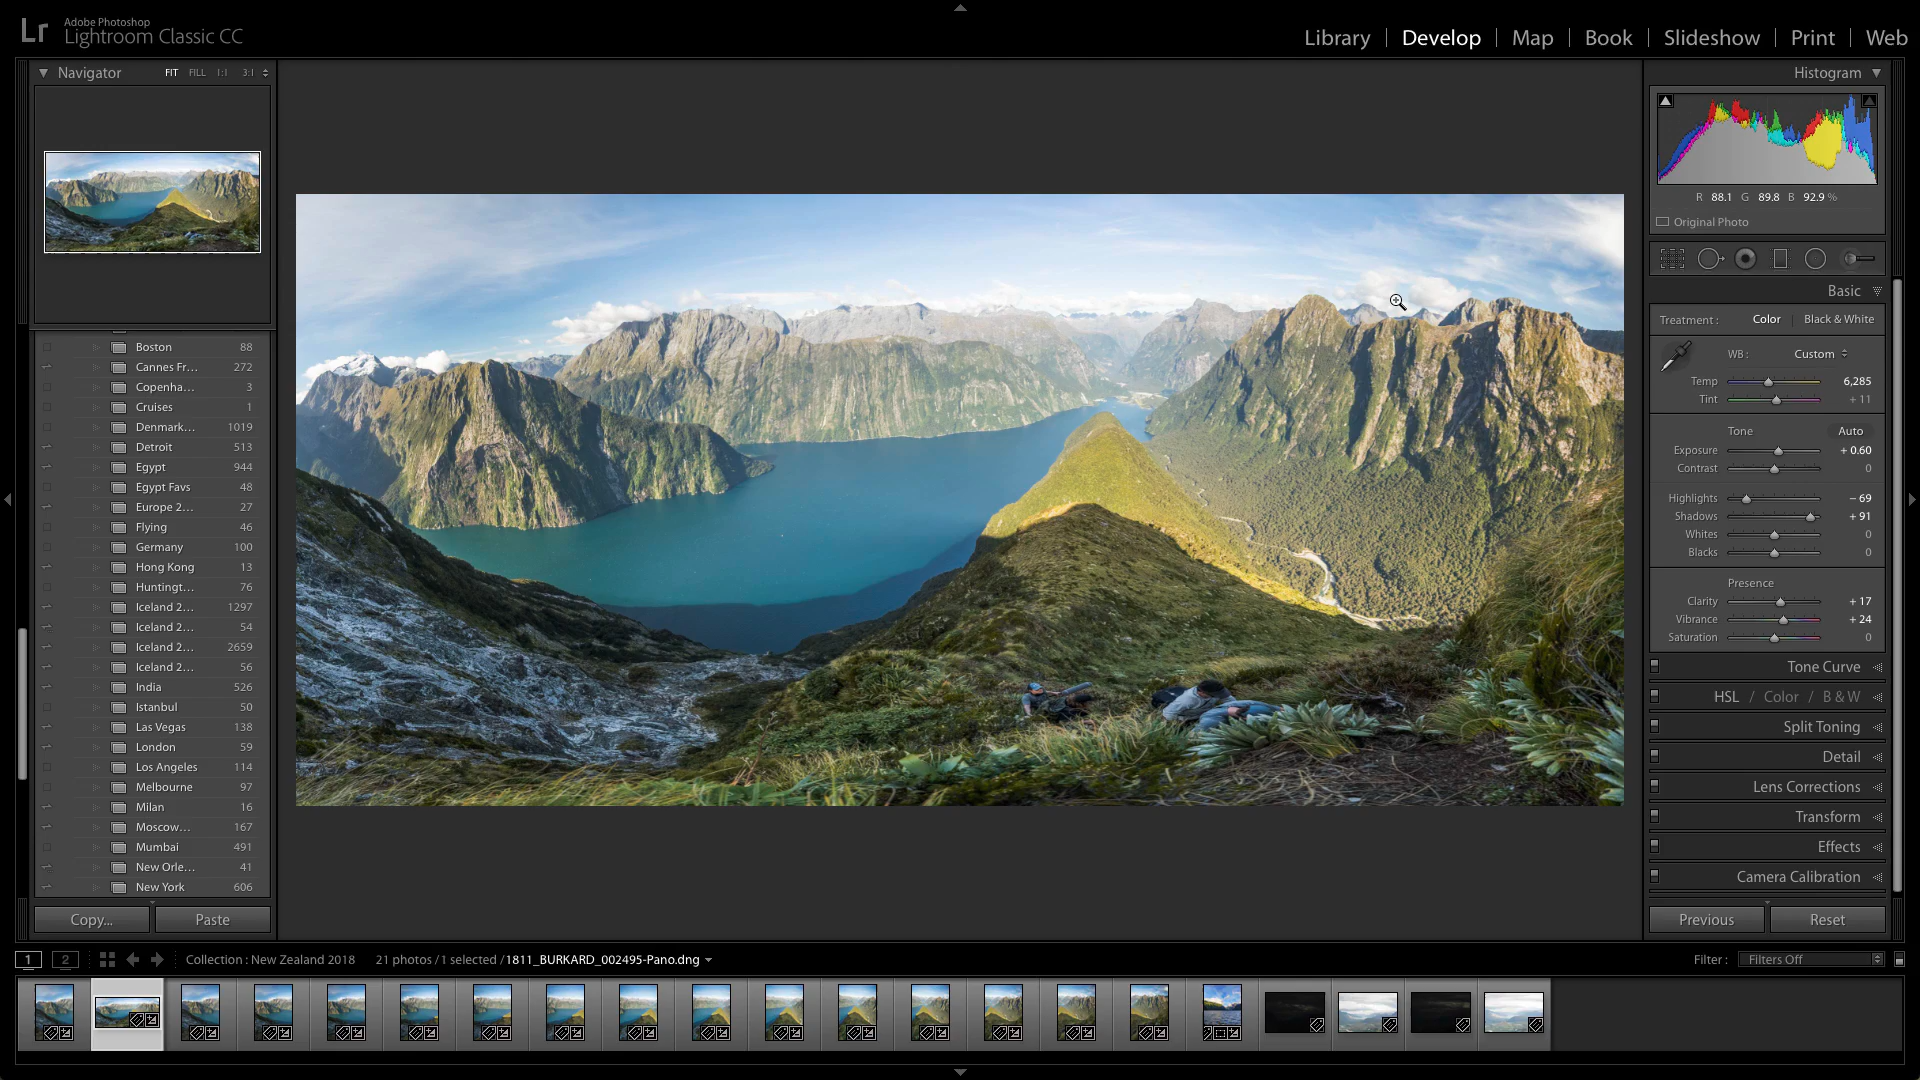 Lr
Adobe Photoshop
Lightroom Classic CC
Library | Develop | Map | Book | Slideshow | Print | Web
Navigator FIT FILL 1:1 3:1
Boston 88
Cannes Fr... 272
Copenha... 3
Cruises 1
Denmark... 1019
Detroit 513
Egypt 944
Egypt Favs 48
Europe 2... 27
Flying 46
Germany 100
Hong Kong 13
Huntingt... 76
Iceland 2... 1297
Iceland 2... 54
Iceland 2... 2659
Iceland 2... 56
India 526
Istanbul 50
Las Vegas 138
London 59
Los Angeles 114
Melbourne 97
Milan 16
Moscow... 167
Mumbai 491
New Orle... 41
New York 606
Copy... Paste
Histogram
R 88.1 G 89.8 B 92.9 %
Original Photo
Basic
Treatment : Color | Black & White
WB : Custom
Temp 6,285
Tint + 11
Tone Auto
Exposure + 0.60
Contrast 0
Highlights − 69
Shadows + 91
Whites 0
Blacks 0
Presence
Clarity + 17
Vibrance + 24
Saturation 0
Tone Curve
HSL / Color / B & W
Split Toning
Detail
Lens Corrections
Transform
Effects
Camera Calibration
Previous Reset
1 2 Collection : New Zealand 2018 21 photos / 1 selected / 1811_BURKARD_002495-Pano.dng Filter : Filters Off